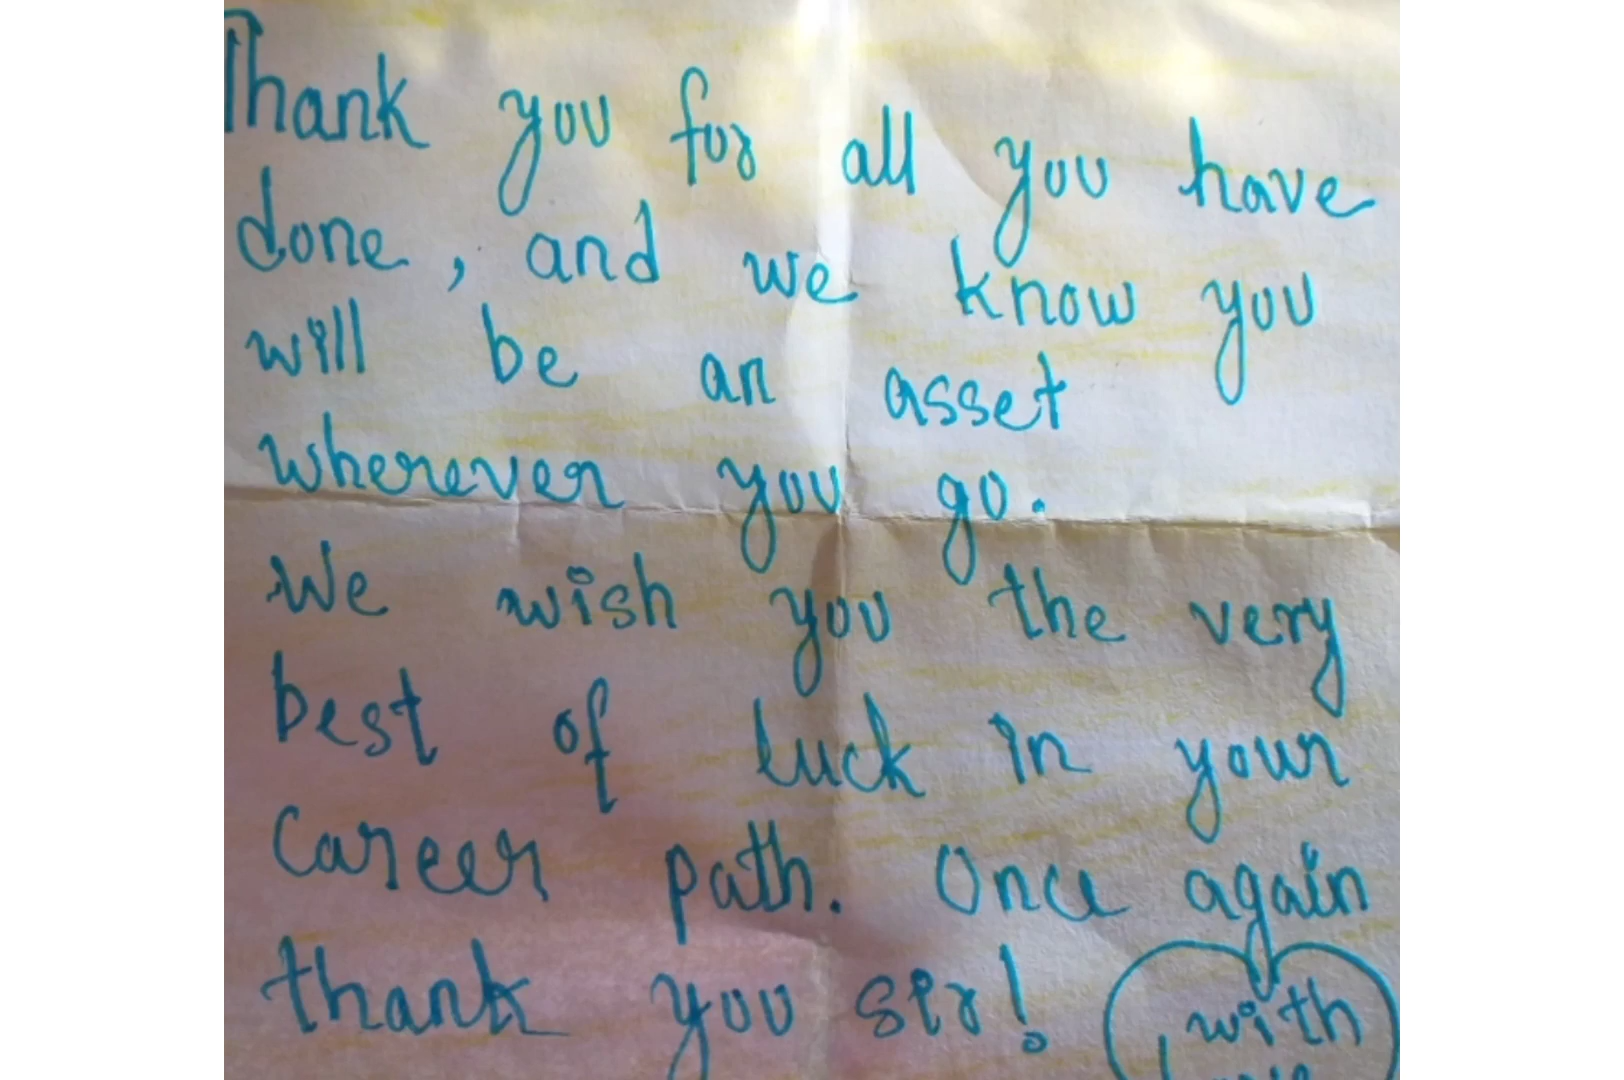 Thank you for all you have
done, and we know you
will be an asset
wherever you go.
We wish you the very
best of luck in your
Career path. Once again
thank you sir!
with